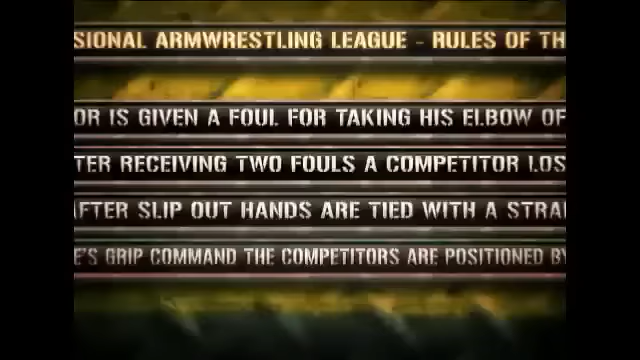 SIONAL ARMWRESTLING LEAGUE - RULES OF TH
OR IS GIVEN A FOUL FOR TAKING HIS ELBOW OF
TER RECEIVING TWO FOULS A COMPETITOR LOS
AFTER SLIP OUT HANDS ARE TIED WITH A STRA
E'S GRIP COMMAND THE COMPETITORS ARE POSITIONED BY